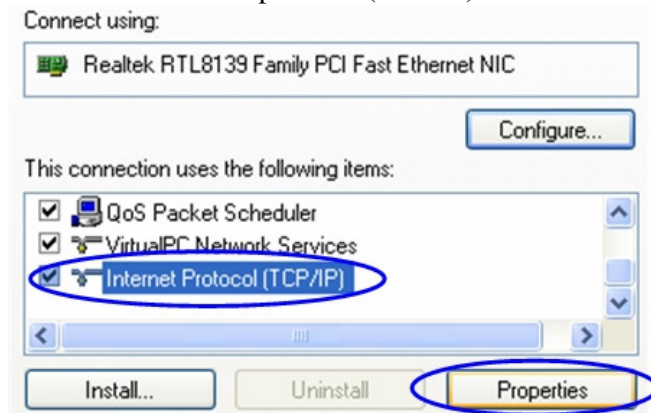 Connect using:
Realtek RTL8139 Family PCI Fast Ethernet NIC
Configure...
This connection uses the following items:
QoS Packet Scheduler
VirtualPC Network Services
Internet Protocol (TCP/IP)
Install...
Uninstall
Properties